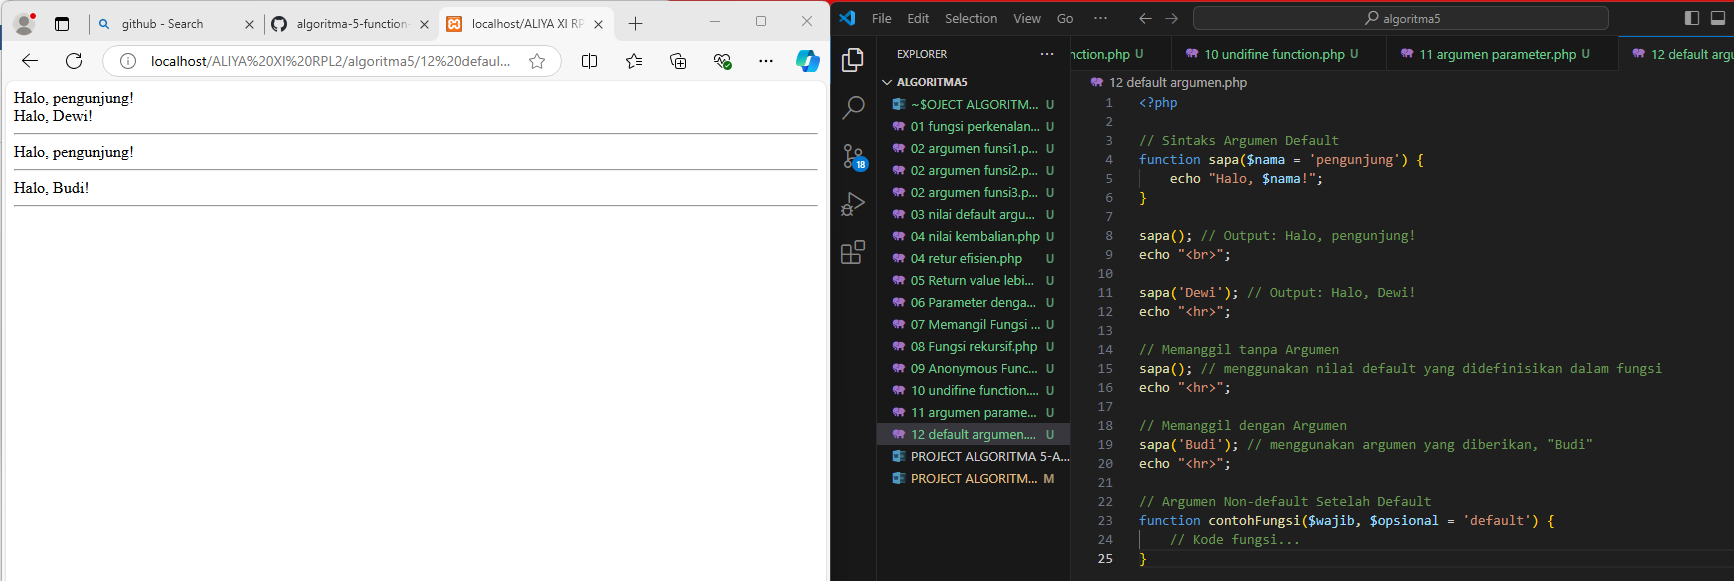 github - Search
algoritma-5-function-
localhost/ALIYA XI RP
localhost/ALIYA%20XI%20RPL2/algoritma5/12%20defaul...
Halo, pengunjung!
Halo, Dewi!
Halo, pengunjung!
Halo, Budi!
File Edit Selection View Go ...
algoritma5
EXPLORER
ALGORITMA5
~$OJECT ALGORITM... U
01 fungsi perkenalan... U
02 argumen funsi1.p... U
02 argumen funsi2.p... U
02 argumen funsi3.p... U
03 nilai default argu... U
04 nilai kembalian.php U
04 retur efisien.php U
05 Return value lebi... U
06 Parameter denga... U
07 Memangil Fungsi ... U
08 Fungsi rekursif.php U
09 Anonymous Func... U
10 undifine function.... U
11 argumen parame... U
12 default argumen.... U
PROJECT ALGORITMA 5-A...
PROJECT ALGORITM... M
18
nction.php U
10 undifine function.php U
11 argumen parameter.php U
12 default argu
12 default argumen.php
1 <?php
2
3 // Sintaks Argumen Default
4 function sapa($nama = 'pengunjung') {
5 echo "Halo, $nama!";
6 }
7
8 sapa(); // Output: Halo, pengunjung!
9 echo "<br>";
10
11 sapa('Dewi'); // Output: Halo, Dewi!
12 echo "<hr>";
13
14 // Memanggil tanpa Argumen
15 sapa(); // menggunakan nilai default yang didefinisikan dalam fungsi
16 echo "<hr>";
17
18 // Memanggil dengan Argumen
19 sapa('Budi'); // menggunakan argumen yang diberikan, "Budi"
20 echo "<hr>";
21
22 // Argumen Non-default Setelah Default
23 function contohFungsi($wajib, $opsional = 'default') {
24 // Kode fungsi...
25 }